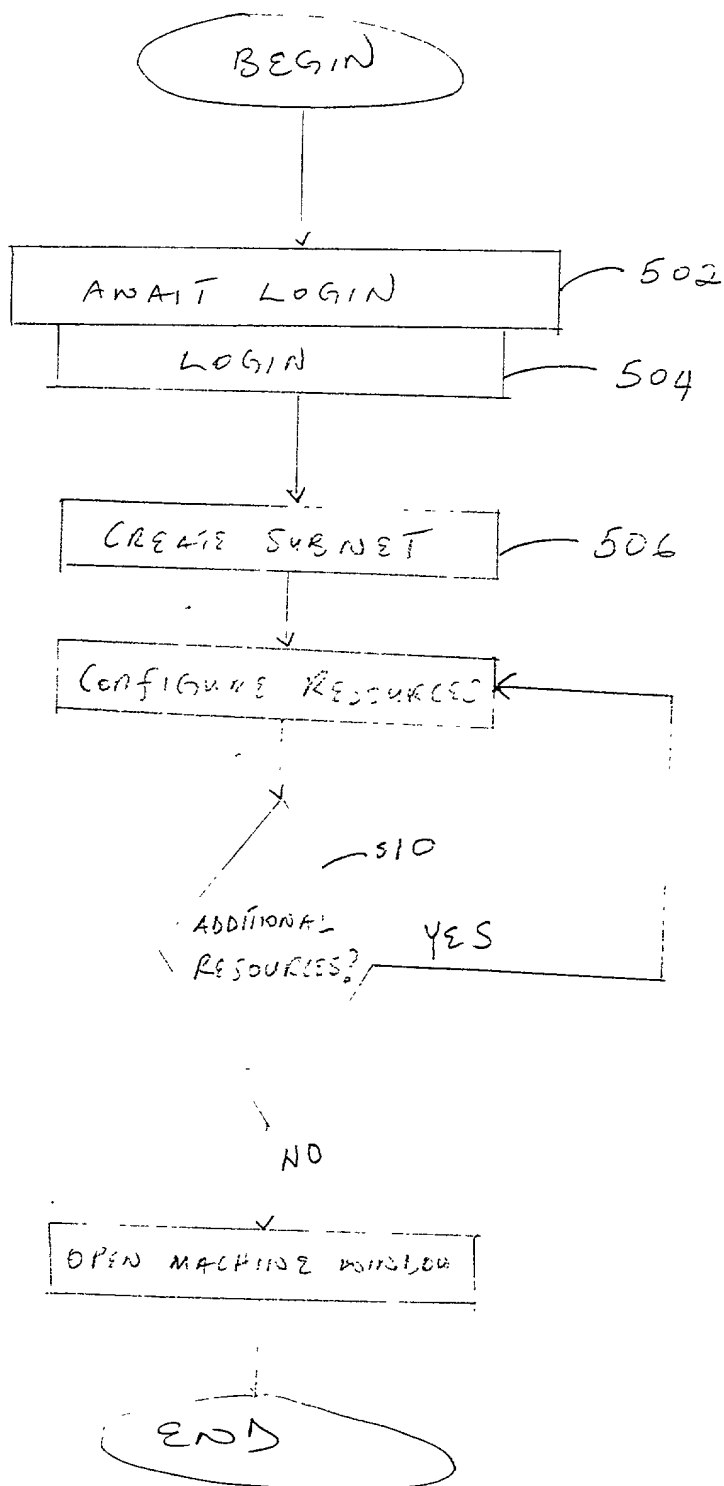 BEGIN
AWAIT LOGIN
502
LOGIN
504
CREATE SUBNET
506
CONFIGURE RESOURCES
510
ADDITIONAL
RESOURCES?
YES
NO
OPEN MACHINE WINDOW
END